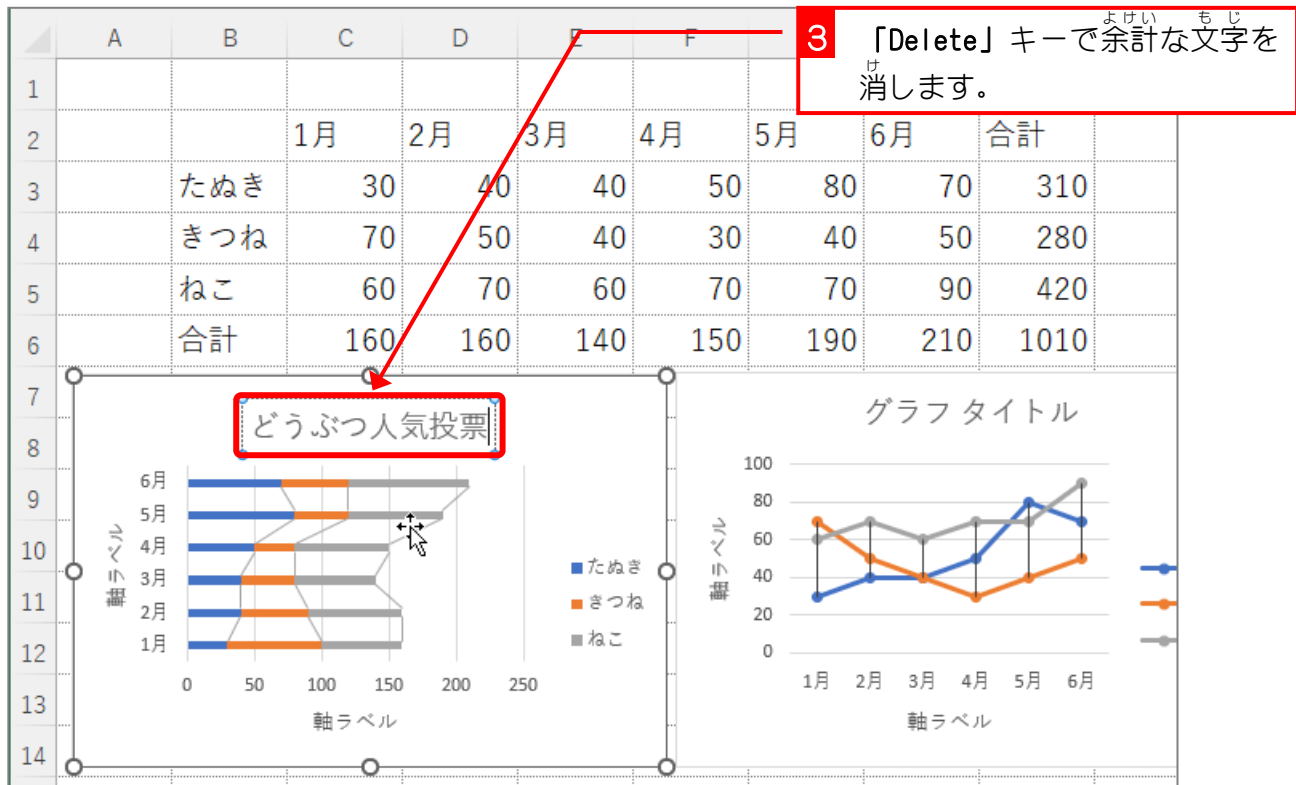 A B C D E F
3 「Delete」キーで余計な文字を
よけい もじ
消します。
け
1
2 1月 2月 3月 4月 5月 6月 合計
3 たぬき 30 40 40 50 80 70 310
4 きつね 70 50 40 30 40 50 280
5 ねこ 60 70 60 70 70 90 420
6 合計 160 160 140 150 190 210 1010
7
8
9
10
11
12
13
14
どうぶつ人気投票
軸ラベル
6月
5月
4月
3月
2月
1月
0 50 100 150 200 250
軸ラベル
たぬき
きつね
ねこ
グラフ タイトル
軸ラベル
100
80
60
40
20
0
1月 2月 3月 4月 5月 6月
軸ラベル